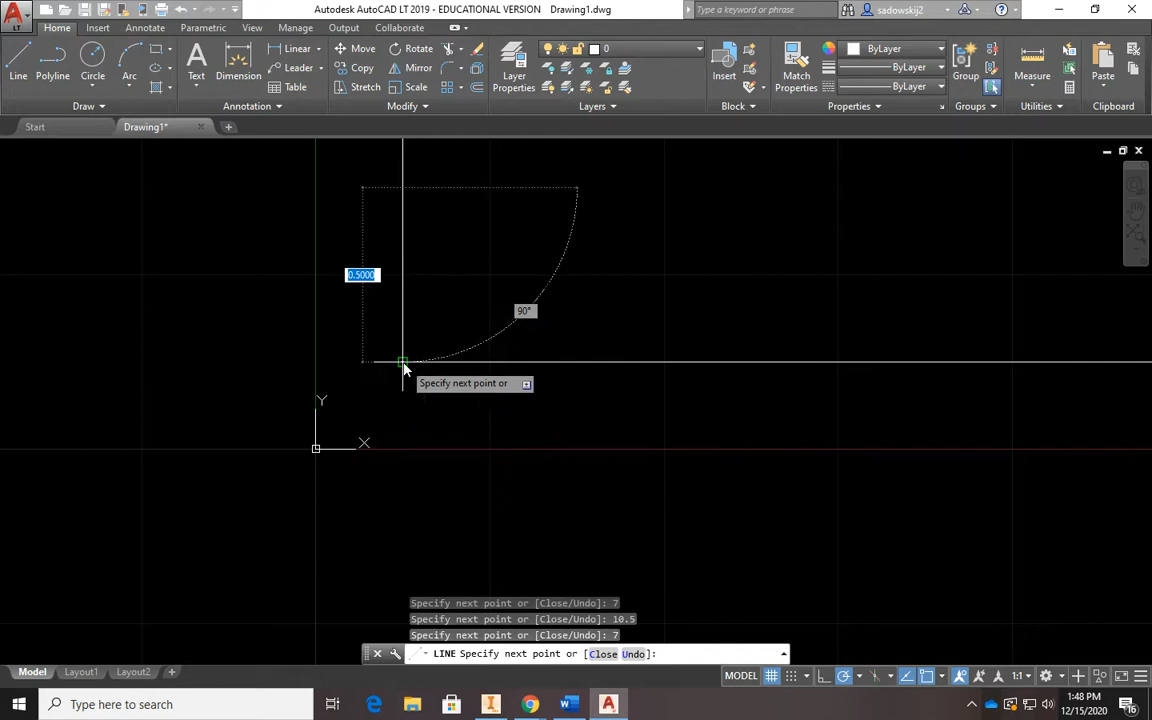 Autodesk AutoCAD LT 2019 - EDUCATIONAL VERSION Drawing1.dwg
Type a keyword or phrase
sadowskij2
Home Insert Annotate Parametric View Manage Output Collaborate
Line Polyline Circle Arc
Text Dimension
Linear
Leader
Table
Move Rotate
Copy Mirror
Stretch Scale
Layer
Properties
0
Insert
Match
Properties
ByLayer
ByLayer
ByLayer
Group
Measure
Paste
Draw Annotation Modify Layers Block Properties Groups Utilities Clipboard
Start Drawing1*
0.5000
90°
Specify next point or
Y
X
Specify next point or [Close/Undo]: 7
Specify next point or [Close/Undo]: 10.5
Specify next point or [Close/Undo]: 7
LINE Specify next point or [Close Undo]:
Model Layout1 Layout2
MODEL
1:1
Type here to search
1:48 PM
12/15/2020
16